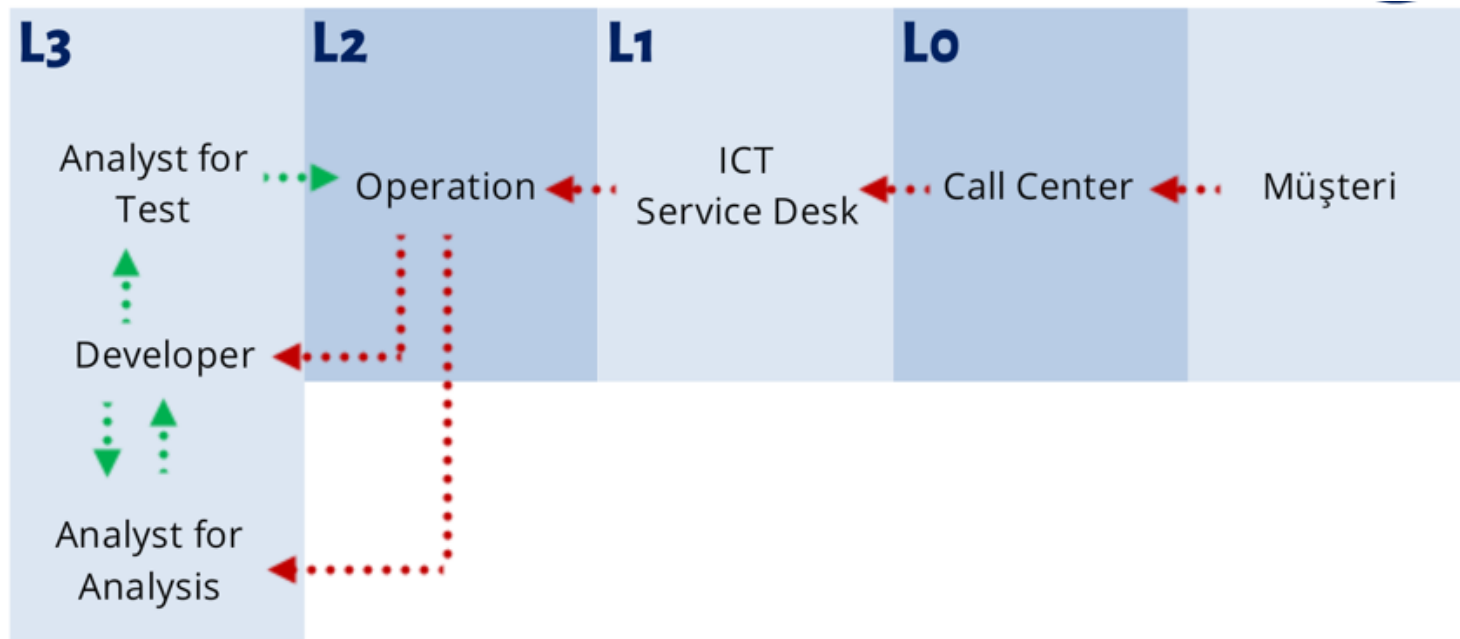 L3
L2
L1
L0
Analyst for
Test
Operation
ICT
Service Desk
Call Center
Müşteri
Developer
Analyst for
Analysis